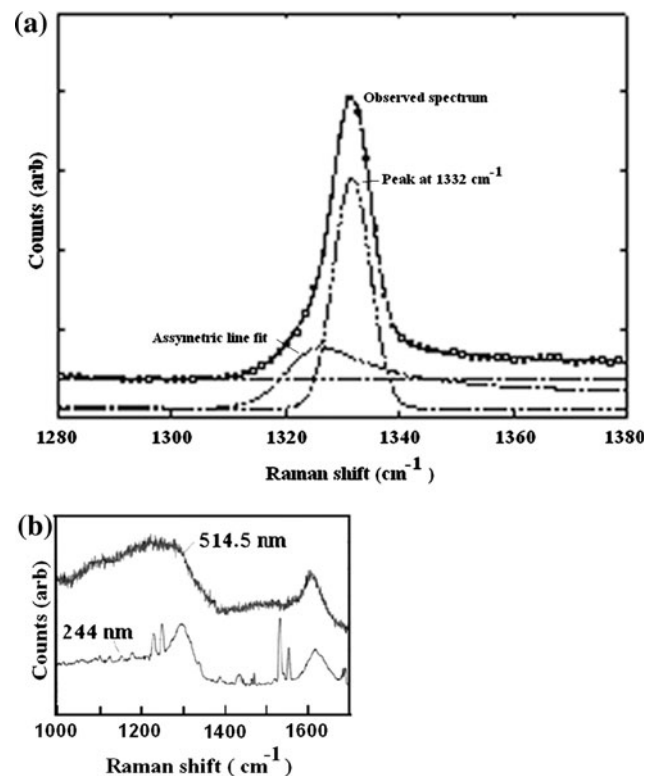 (a)
Observed spectrum
Peak at 1332 cm-1
Counts (arb)
Assymetric line fit
1280 1300 1320 1340 1360 1380
Raman shift (cm-1)
(b)
514.5 nm
244 nm
Counts (arb)
1000 1200 1400 1600
Raman shift ( cm-1)